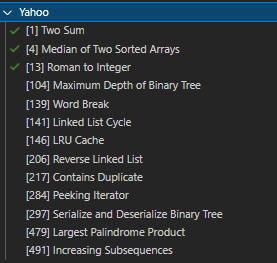 Yahoo
[1] Two Sum
[4] Median of Two Sorted Arrays
[13] Roman to Integer
[104] Maximum Depth of Binary Tree
[139] Word Break
[141] Linked List Cycle
[146] LRU Cache
[206] Reverse Linked List
[217] Contains Duplicate
[284] Peeking Iterator
[297] Serialize and Deserialize Binary Tree
[479] Largest Palindrome Product
[491] Increasing Subsequences